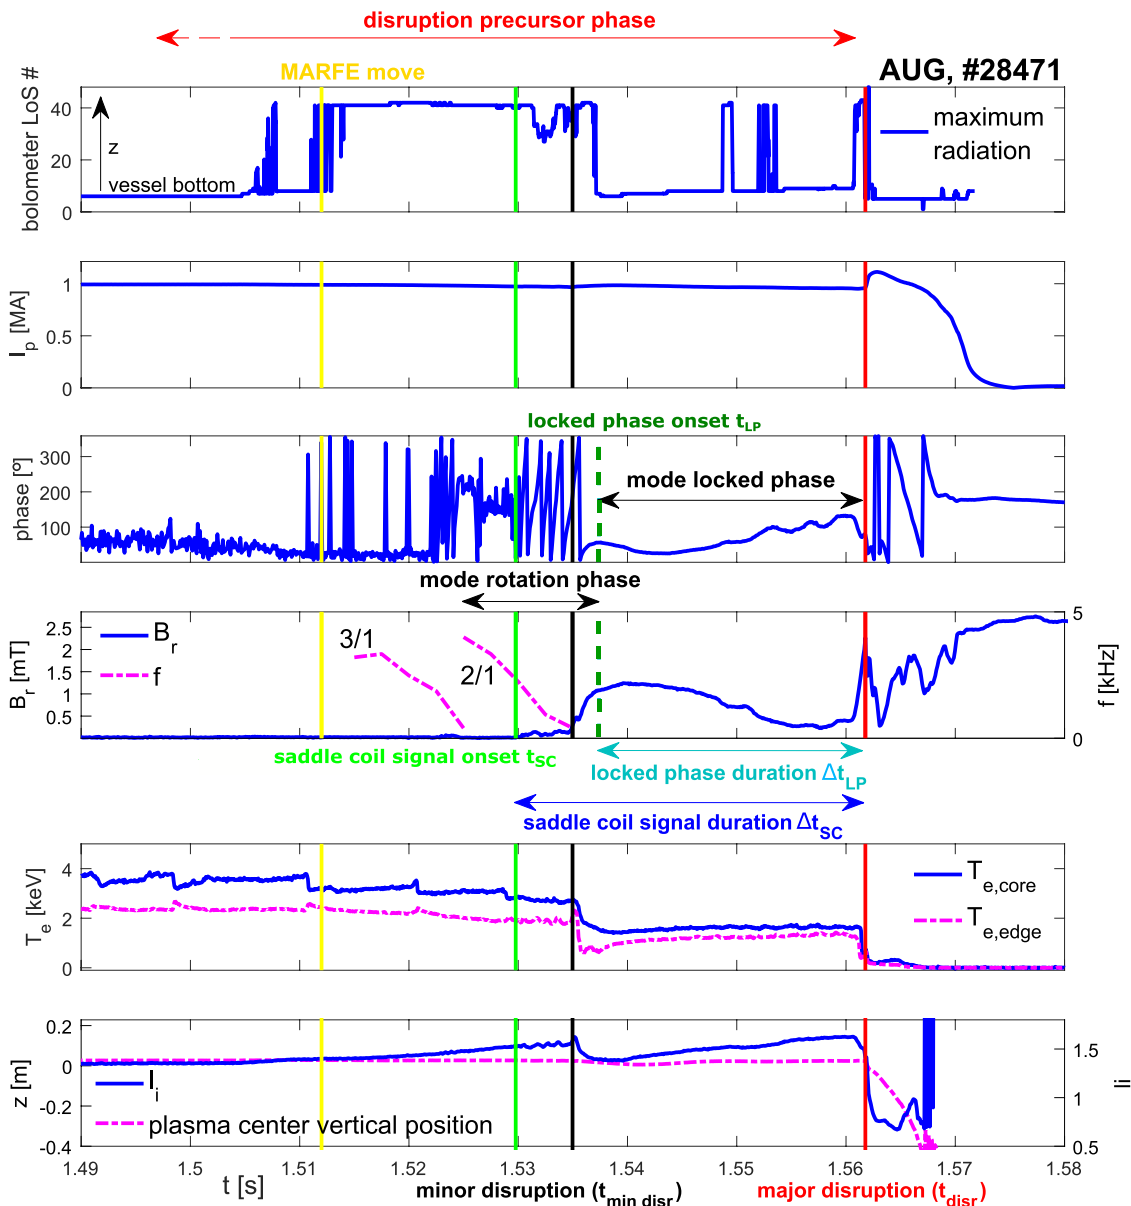 disruption precursor phase
MARFE move
AUG, #28471
bolometer LoS #
40
20
0
z
vessel bottom
maximum
radiation
I_p [MA]
1
0.5
0
locked phase onset t_LP
phase [º]
300
200
100
mode locked phase
mode rotation phase
B_r [mT]
2.5
2
1.5
1
0.5
B_r
f
3/1
2/1
5
0
f [kHz]
saddle coil signal onset t_SC
locked phase duration Δt_LP
saddle coil signal duration Δt_SC
T_e [keV]
4
2
0
T_e,core
T_e,edge
z [m]
0.2
0
-0.2
-0.4
l_i
plasma center vertical position
1.5
1
0.5
li
1.49
1.5
1.51
1.52
1.53
1.54
1.55
1.56
1.57
1.58
t [s]
minor disruption (t_min disr)
major disruption (t_disr)